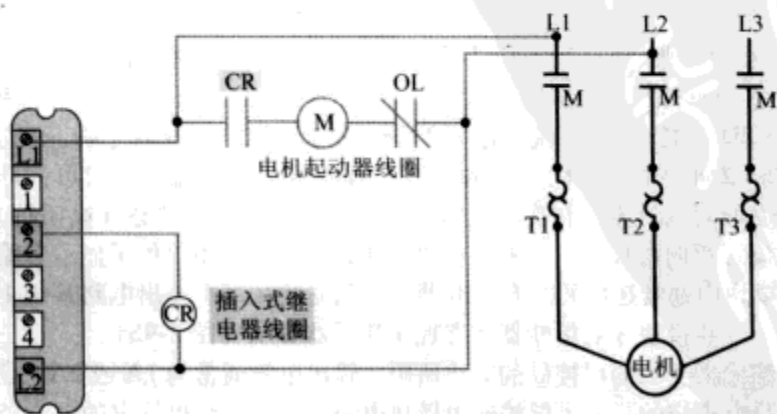 L1 L2 L3
CR OL
M M M
M
电机起动器线圈
L1
1
2
3
4
L2
T1 T2 T3
CR
插入式继
电器线圈
电机